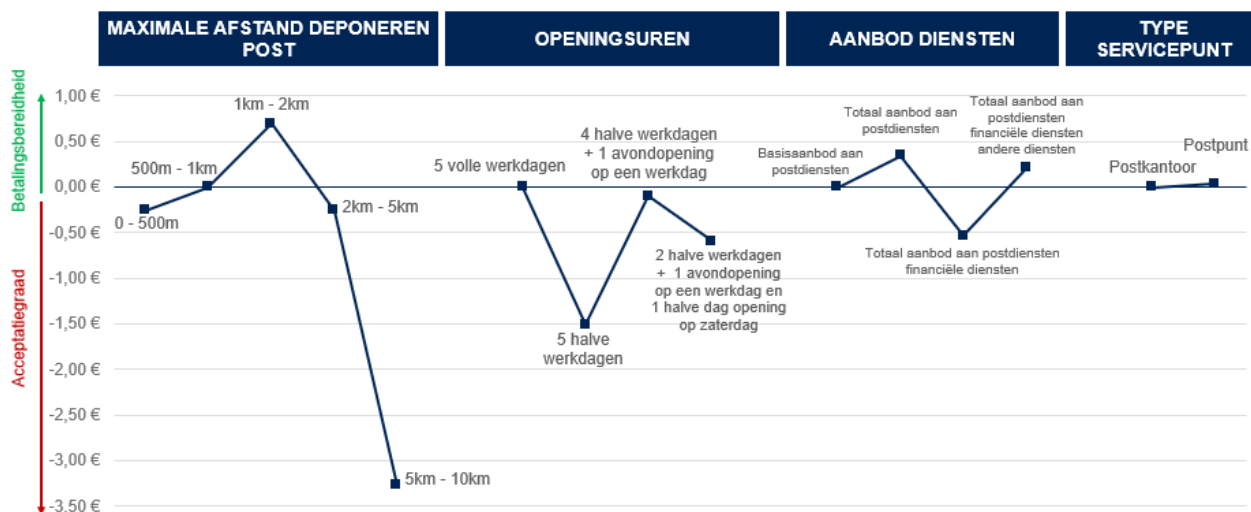 MAXIMALE AFSTAND DEPONEREN
POST
OPENINGSUREN
AANBOD DIENSTEN
TYPE
SERVICEPUNT
Betalingsbereidheid
Acceptatiegraad
1,00 €
0,50 €
0,00 €
-0,50 €
-1,00 €
-1,50 €
-2,00 €
-2,50 €
-3,00 €
-3,50 €
0 - 500m
500m - 1km
1km - 2km
2km - 5km
5km - 10km
5 volle werkdagen
5 halve
werkdagen
4 halve werkdagen
+ 1 avondopening
op een werkdag
2 halve werkdagen
+ 1 avondopening
op een werkdag en
1 halve dag opening
op zaterdag
Basisaanbod aan
postdiensten
Totaal aanbod aan
postdiensten
Totaal aanbod aan postdiensten
financiële diensten
Totaal aanbod aan
postdiensten
financiële diensten
andere diensten
Postkantoor
Postpunt